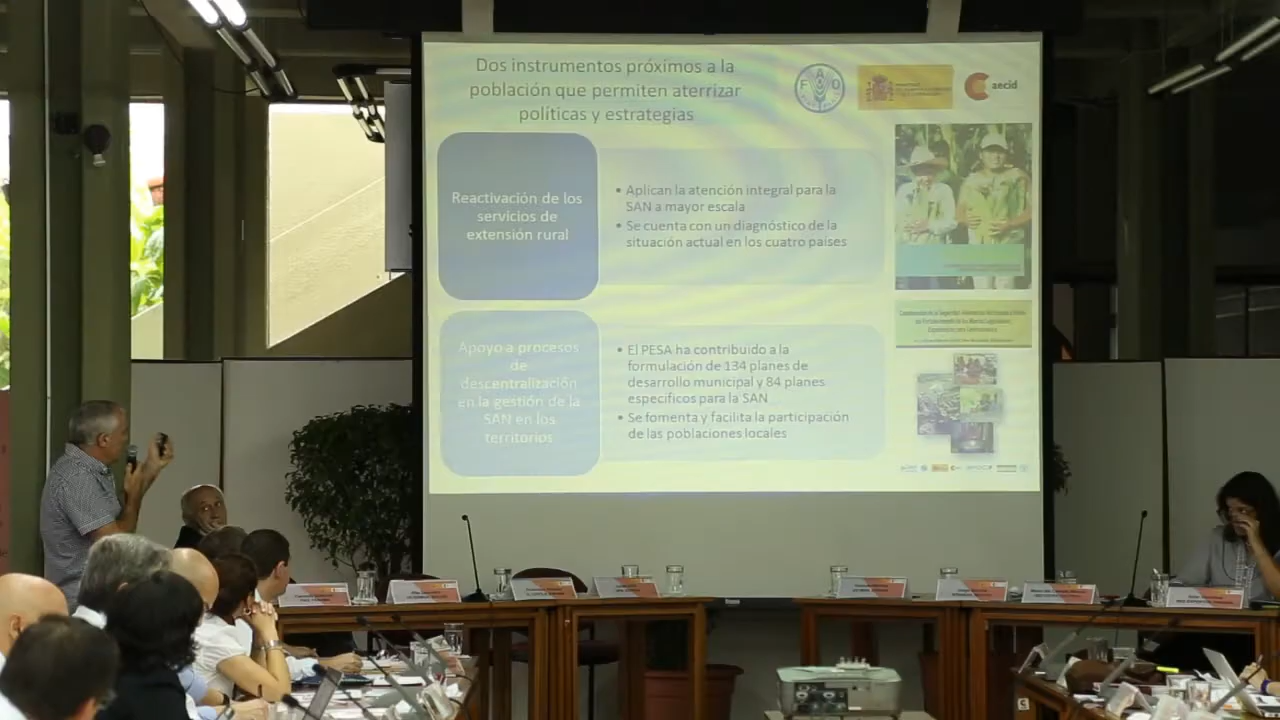 Dos instrumentos próximos a la
población que permiten aterrizar
políticas y estrategias
FAO
aecid
Reactivación de los
servicios de
extensión rural
• Aplican la atención integral para la
SAN a mayor escala
• Se cuenta con un diagnóstico de la
situación actual en los cuatro países
Apoyo a procesos
de
descentralización
en la gestión de la
SAN en los
territorios
• El PESA ha contribuido a la
formulación de 134 planes de
desarrollo municipal y 84 planes
especificos para la SAN
• Se fomenta y facilita la participación
de las poblaciones locales